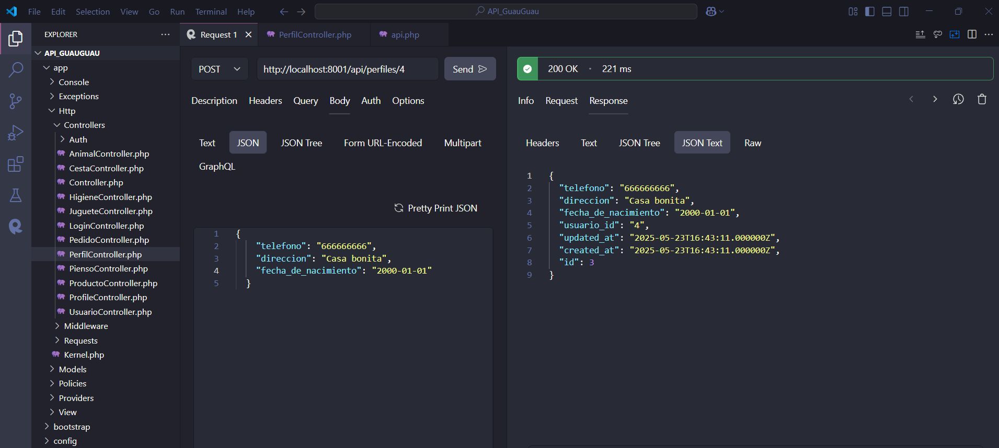 File Edit Selection View Go Run Terminal Help
API_GuauGuau
EXPLORER
API_GUAUGUAU
app
Console
Exceptions
Http
Controllers
Auth
AnimalController.php
CestaController.php
Controller.php
HigieneController.php
JugueteController.php
LoginController.php
PedidoController.php
PerfilController.php
PiensoController.php
ProductoController.php
ProfileController.php
UsuarioController.php
Middleware
Requests
Kernel.php
Models
Policies
Providers
View
bootstrap
config
Request 1 PerfilController.php api.php
POST http://localhost:8001/api/perfiles/4 Send
Description Headers Query Body Auth Options
Text JSON JSON Tree Form URL-Encoded Multipart
GraphQL
Pretty Print JSON
1 {
2 "telefono": "666666666",
3 "direccion": "Casa bonita",
4 "fecha_de_nacimiento": "2000-01-01"
5 }
200 OK · 221 ms
Info Request Response
Headers Text JSON Tree JSON Text Raw
1 {
2 "telefono": "666666666",
3 "direccion": "Casa bonita",
4 "fecha_de_nacimiento": "2000-01-01",
5 "usuario_id": "4",
6 "updated_at": "2025-05-23T16:43:11.000000Z",
7 "created_at": "2025-05-23T16:43:11.000000Z",
8 "id": 3
9 }